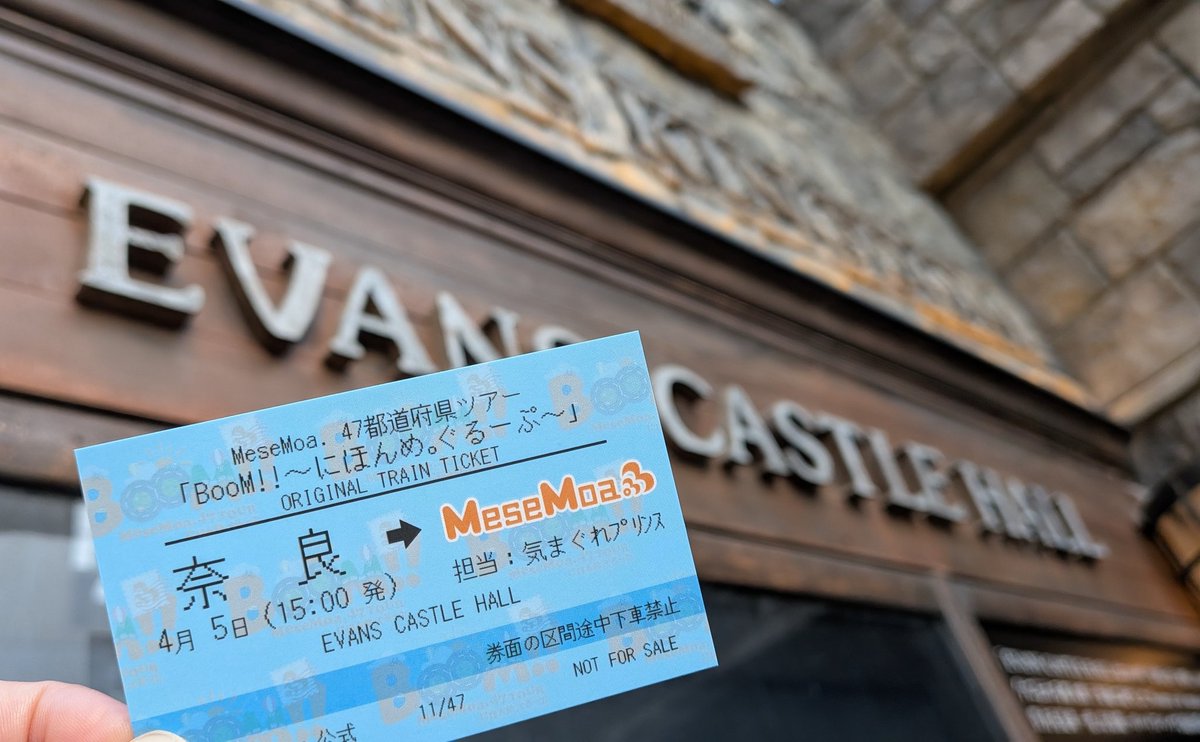 EVANS CASTLE HALL
MeseMoa. 47都道府県ツアー
「BooM!!～にほんめ。ぐるーぷ～」
ORIGINAL TRAIN TICKET
奈良 → MeseMoa.
4月 5日 (15:00 発)
担当：気まぐれプリンス
EVANS CASTLE HALL
券面の区間途中下車禁止
NOT FOR SALE
11/47
公式